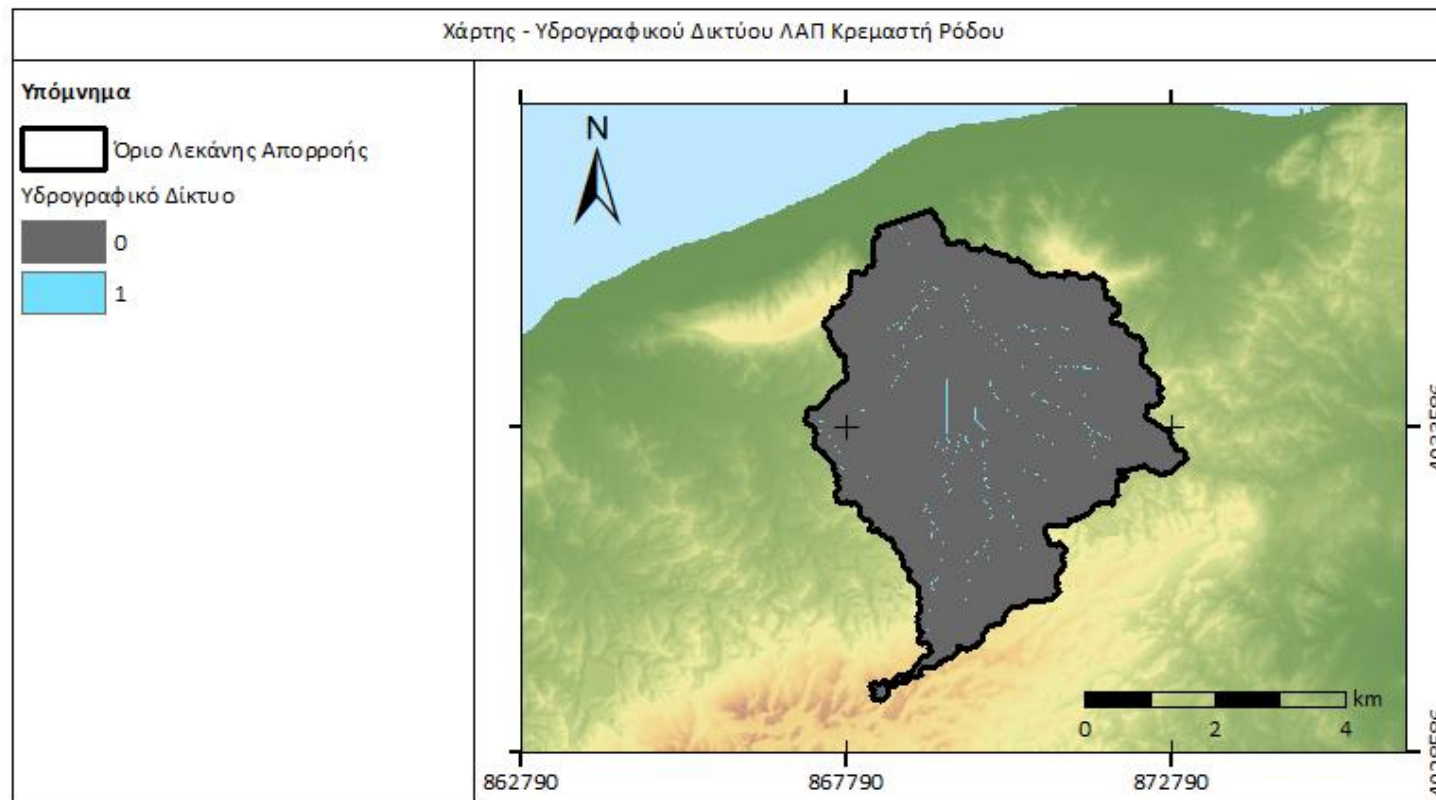 Χάρτης - Υδρογραφικού Δικτύου ΛΑΠ Κρεμαστή Ρόδου
Υπόμνημα
Όριο Λεκάνης Απορροής
Υδρογραφικό Δίκτυο
0
1
N
km
0 2 4
862790 867790 872790